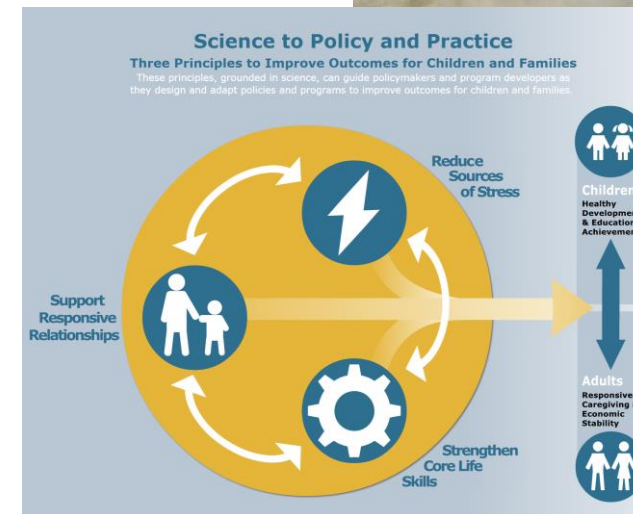 Science to Policy and Practice
Three Principles to Improve Outcomes for Children and Families
These principles, grounded in science, can guide policymakers and program developers as
they design and adapt policies and programs to improve outcomes for children and families.
Reduce
Sources
of Stress
Support
Responsive
Relationships
Strengthen
Core Life
Skills
Children
Healthy
Developme
& Education
Achievemen
Adults
Responsive
Caregiving
Economic
Stability